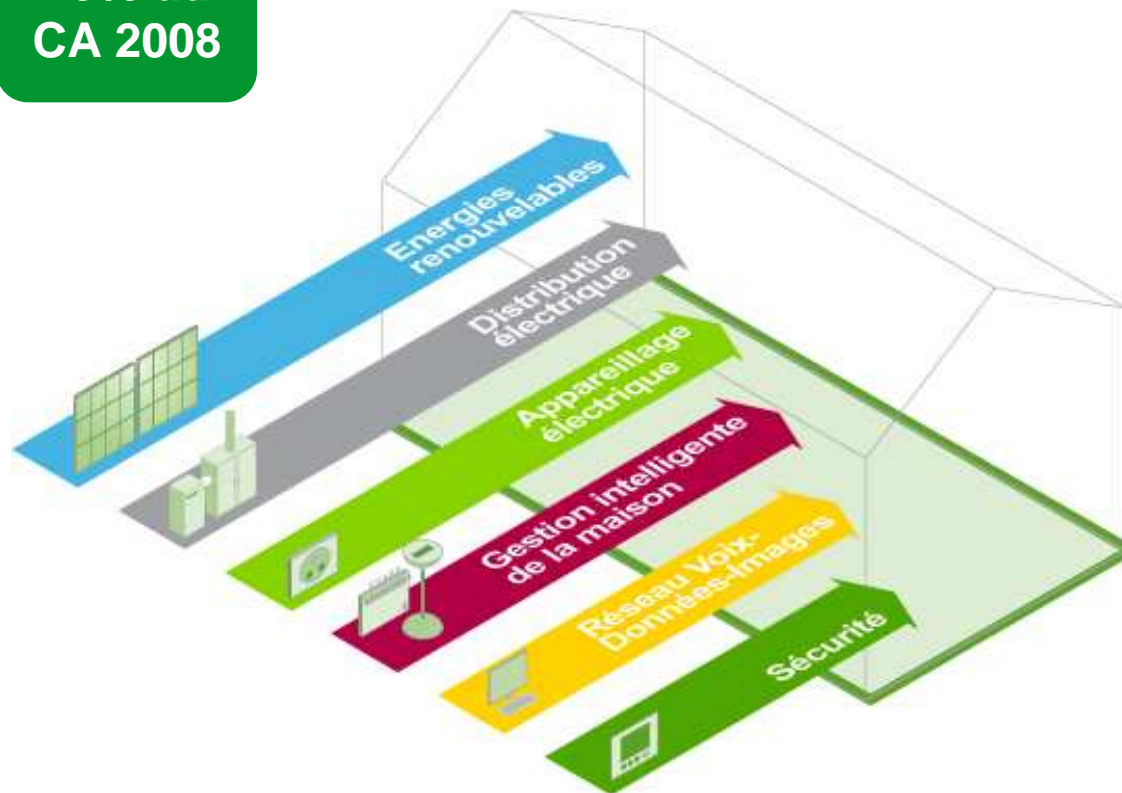 CA 2008
Energies
renouvelables
Distribution
électrique
Appareillage
électrique
Gestion intelligente
de la maison
Réseau Voix-
Données-Images
Sécurité